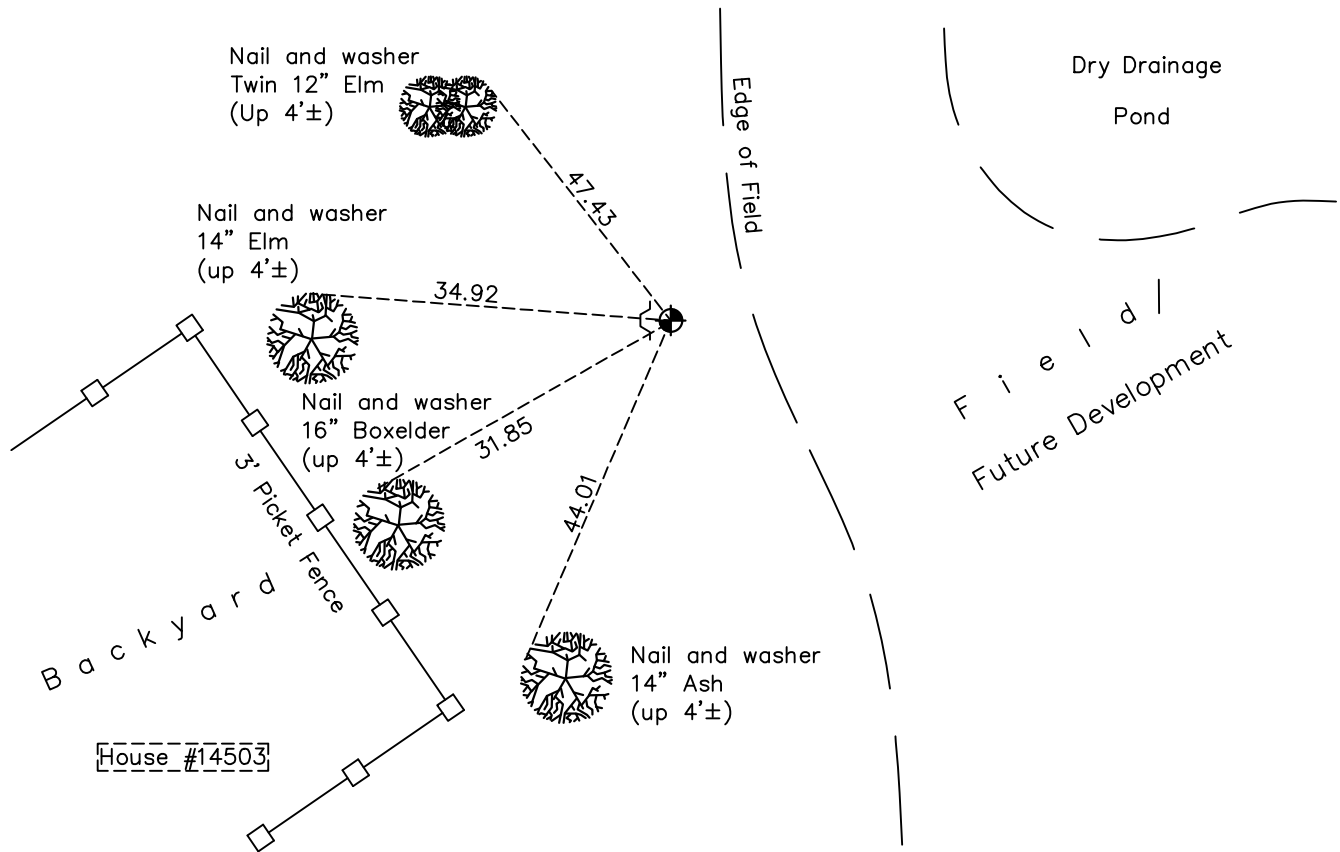 Nail and washer
Twin 12" Elm
(Up 4'±)
47.43
Edge of Field
Dry Drainage
Pond
Nail and washer
14" Elm
(up 4'±)
34.92
Nail and washer
16" Boxelder
(up 4'±)
31.85
44.01
Field
Future Development
3' Picket Fence
Backyard
Nail and washer
14" Ash
(up 4'±)
House #14503